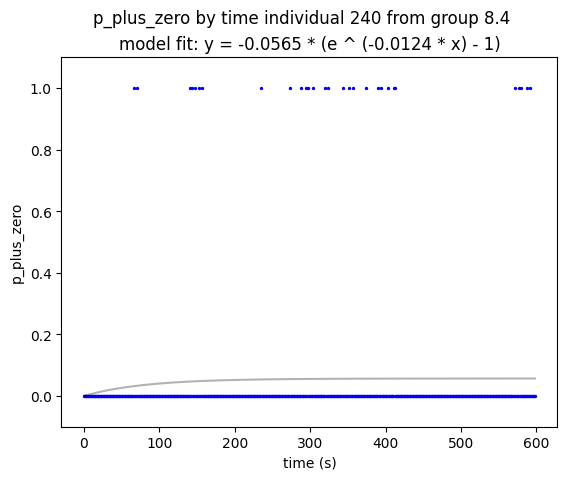 p_plus_zero by time individual 240 from group 8.4
model fit: y = -0.0565 * (e ^ (-0.0124 * x) - 1)
1.0
0.8
0.6
0.4
0.2
0.0
p_plus_zero
0 100 200 300 400 500 600
time (s)